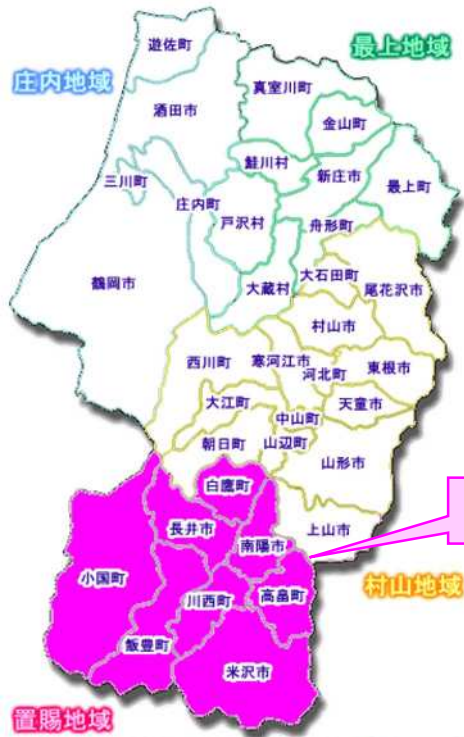 遊佐町
最上地域
庄内地域
真室川町
酒田市
金山町
鮭川村
新庄市
三川町
最上町
庄内町
戸沢村
舟形町
大石田町
鶴岡市
大蔵村
尾花沢市
村山市
西川町
寒河江市
河北町
東根市
大江町
天童市
中山町
朝日町
山辺町
山形市
白鷹町
長井市
上山市
南陽市
小国町
村山地域
川西町
高畠町
飯豊町
米沢市
置賜地域